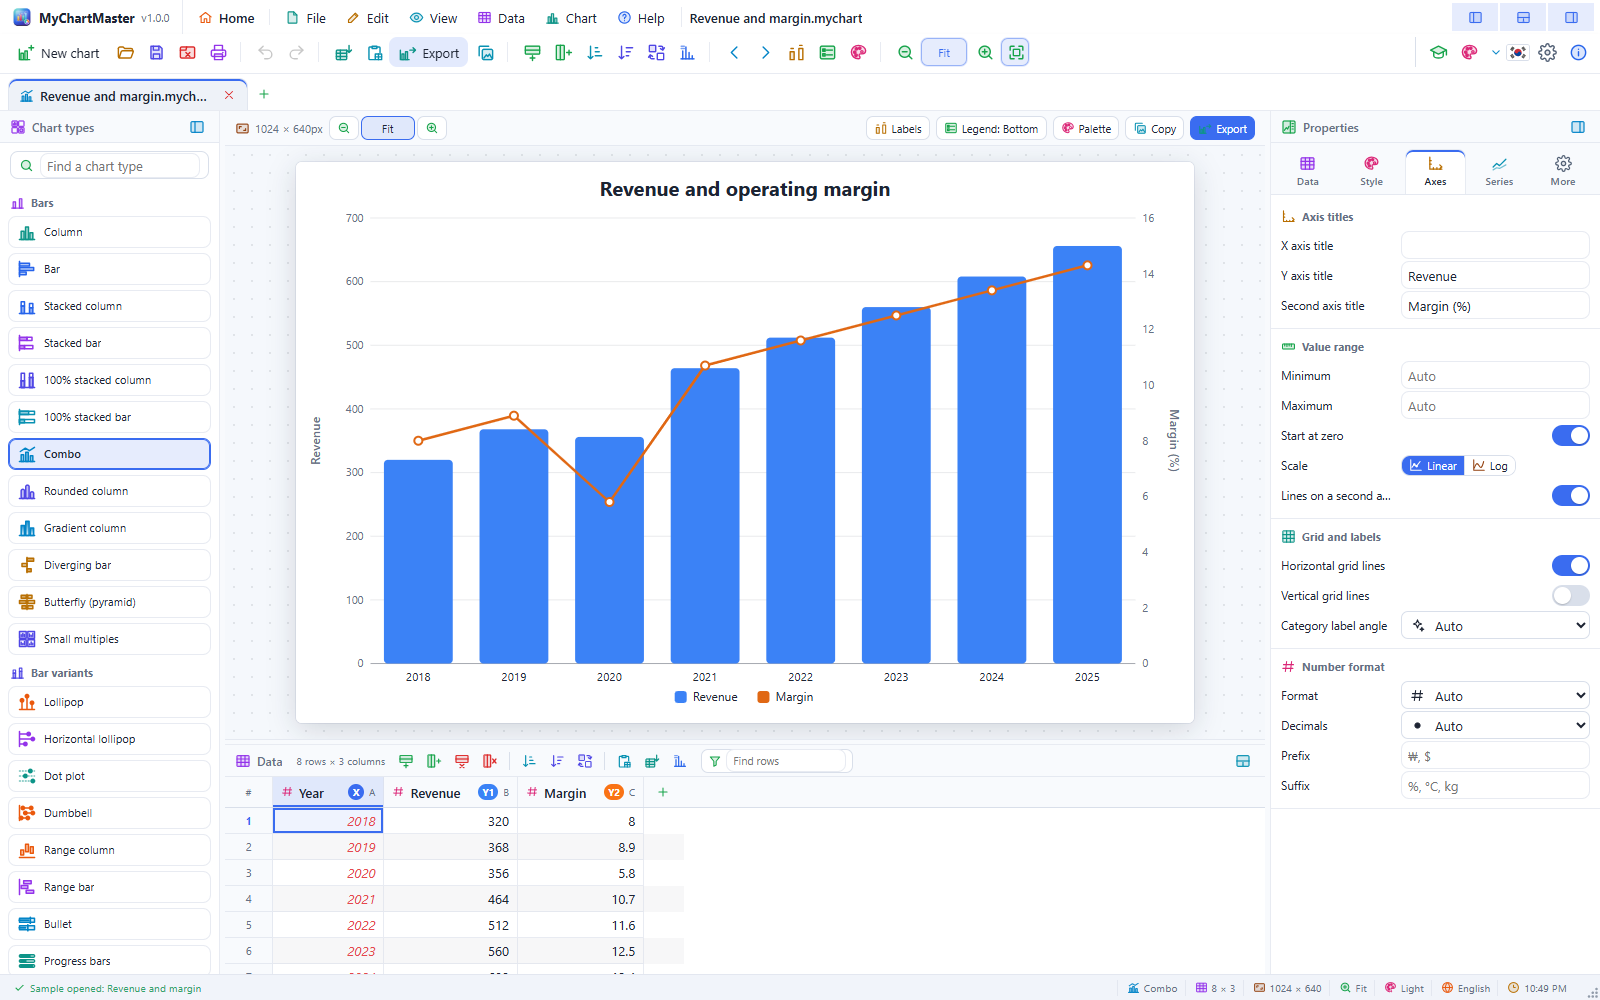 MyChartMaster v1.0.0 Home File Edit View Data Chart Help Revenue and margin.mychart
New chart Export Fit
Revenue and margin.mych...
Chart types
1024 × 640px Fit Labels Legend: Bottom Palette Copy Export
Properties
Find a chart type
Bars
Column
Bar
Stacked column
Stacked bar
100% stacked column
100% stacked bar
Combo
Rounded column
Gradient column
Diverging bar
Butterfly (pyramid)
Small multiples
Bar variants
Lollipop
Horizontal lollipop
Dot plot
Dumbbell
Range column
Range bar
Bullet
Progress bars
Revenue and operating margin
700
600
500
400
300
200
100
0
Revenue
16
14
12
10
8
6
4
2
0
Margin (%)
2018 2019 2020 2021 2022 2023 2024 2025
Revenue Margin
Data 8 rows × 3 columns Find rows
# Year X A Revenue Y1 B Margin Y2 C
1 2018 320 8
2 2019 368 8.9
3 2020 356 5.8
4 2021 464 10.7
5 2022 512 11.6
6 2023 560 12.5
Data Style Axes Series More
Axis titles
X axis title
Y axis title Revenue
Second axis title Margin (%)
Value range
Minimum Auto
Maximum Auto
Start at zero
Scale Linear Log
Lines on a second a...
Grid and labels
Horizontal grid lines
Vertical grid lines
Category label angle Auto
Number format
Format Auto
Decimals Auto
Prefix ₩, $
Suffix %, °C, kg
Sample opened: Revenue and margin Combo 8 × 3 1024 × 640 Fit Light English 10:49 PM